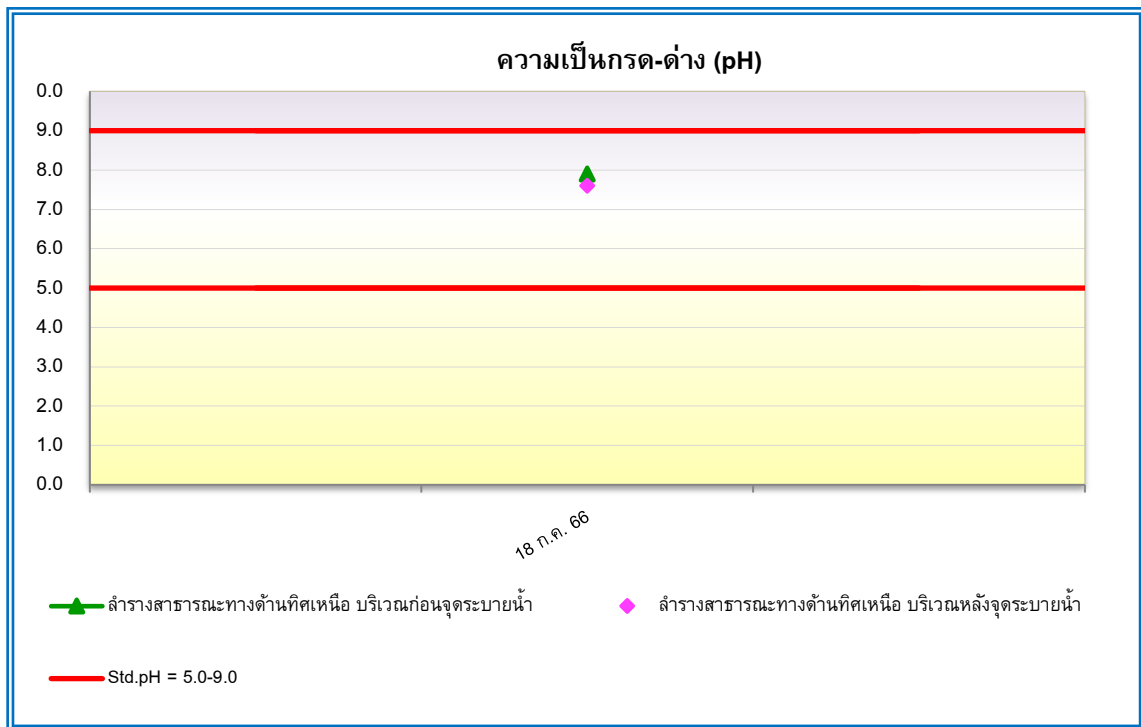 ความเป็นกรด-ด่าง (pH)
0.0
9.0
8.0
7.0
6.0
5.0
4.0
3.0
2.0
1.0
0.0
18 ก.ค. 66
ลำรางสาธารณะทางด้านทิศเหนือ บริเวณก่อนจุดระบายน้ำ
ลำรางสาธารณะทางด้านทิศเหนือ บริเวณหลังจุดระบายน้ำ
Std.pH = 5.0-9.0